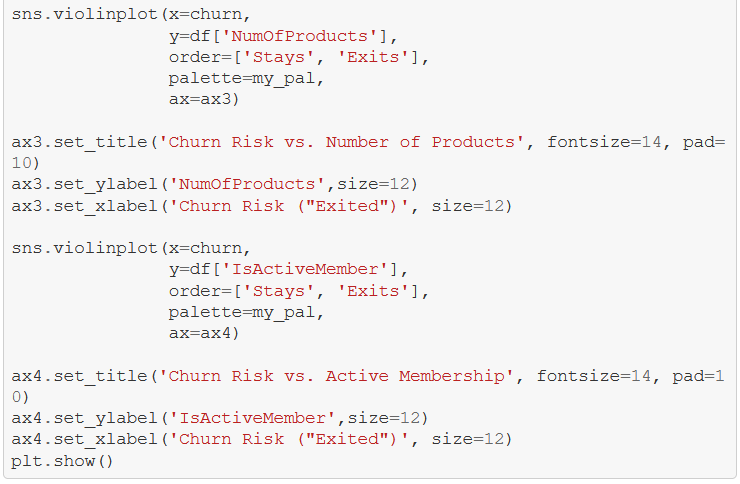 sns.violinplot(x=churn,
               y=df['NumOfProducts'],
               order=['Stays', 'Exits'],
               palette=my_pal,
               ax=ax3)

ax3.set_title('Churn Risk vs. Number of Products', fontsize=14, pad=
10)
ax3.set_ylabel('NumOfProducts',size=12)
ax3.set_xlabel('Churn Risk ("Exited")', size=12)

sns.violinplot(x=churn,
               y=df['IsActiveMember'],
               order=['Stays', 'Exits'],
               palette=my_pal,
               ax=ax4)

ax4.set_title('Churn Risk vs. Active Membership', fontsize=14, pad=1
0)
ax4.set_ylabel('IsActiveMember',size=12)
ax4.set_xlabel('Churn Risk ("Exited")', size=12)
plt.show()